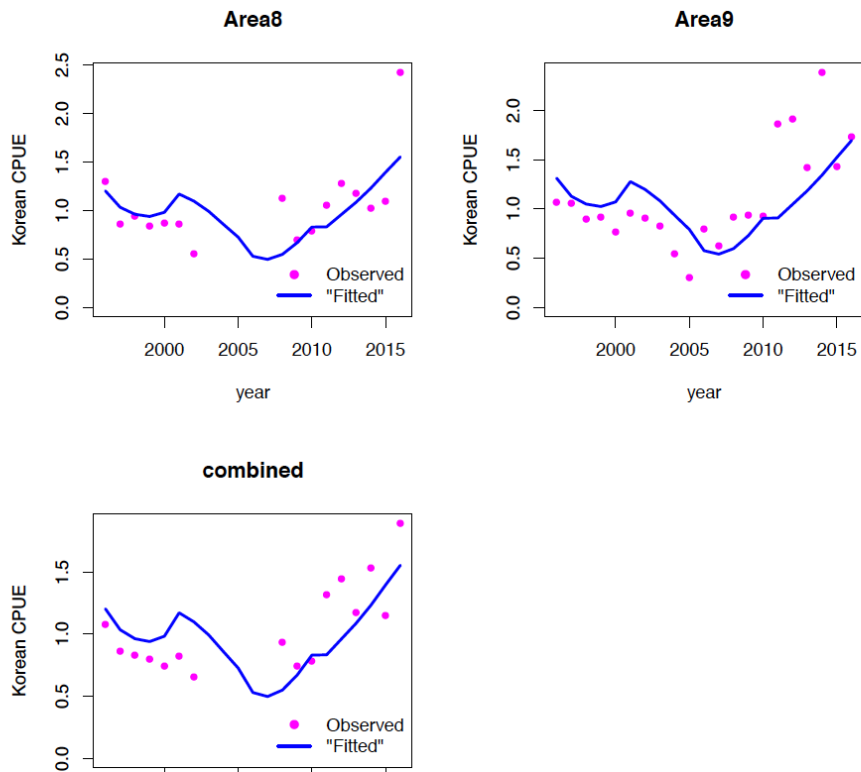 Area8
Korean CPUE
2.5
2.0
1.5
1.0
0.5
0.0
Observed
"Fitted"
2000 2005 2010 2015
year
Area9
Korean CPUE
2.0
1.5
1.0
0.5
0.0
Observed
"Fitted"
2000 2005 2010 2015
year
combined
Korean CPUE
1.5
1.0
0.5
0.0
Observed
"Fitted"